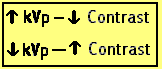 ↑ kVp – ↓ Contrast
↓ kVp — ↑ Contrast